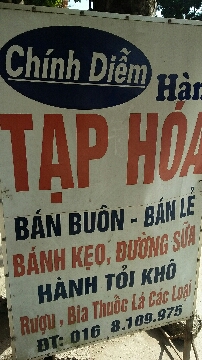 Chính Diễm
Hàn
TẠP HÓA
BÁN BUÔN - BÁN LẺ
BÁNH KẸO, ĐƯỜNG SỮA
HÀNH TỎI KHÔ
Rượu, Bia Thuốc Lá Các Loại
ĐT: 016 8.109.975